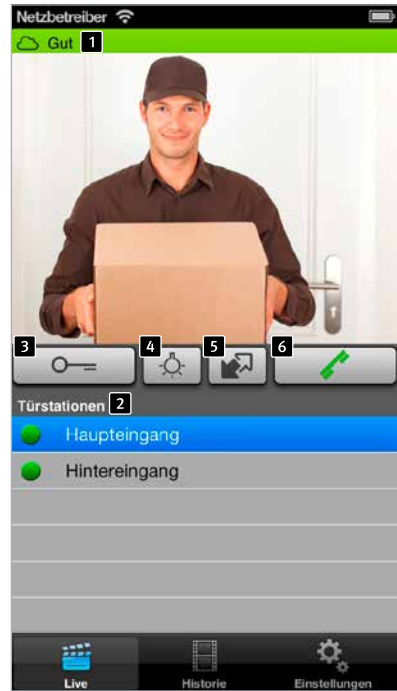 Netzbetreiber
Gut 1
3 4 5 6
Türstationen 2
Haupteingang
Hintereingang
Live Historie Einstellungen